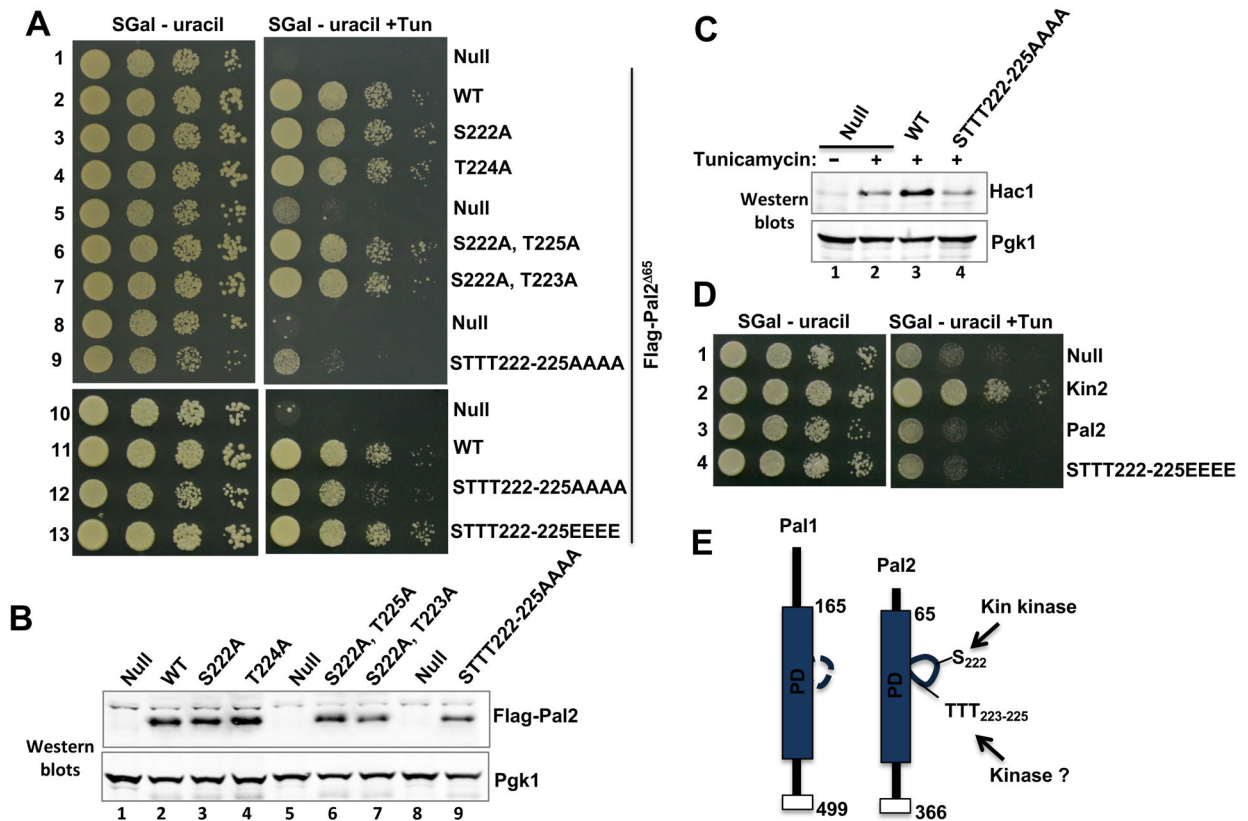 A
SGal - uracil
SGal - uracil +Tun
1
Null
2
WT
3
S222A
4
T224A
5
Null
6
S222A, T225A
7
S222A, T223A
8
Null
9
STTT222-225AAAA
10
Null
11
WT
12
STTT222-225AAAA
13
STTT222-225EEEE
Flag-Pal2Δ65
B
Null
WT
S222A
T224A
Null
S222A, T225A
S222A, T223A
Null
STTT222-225AAAA
Flag-Pal2
Western blots
Pgk1
1 2 3 4 5 6 7 8 9
C
Null
WT
STTT222-225AAAA
Tunicamycin: – + + +
Hac1
Western blots
Pgk1
1 2 3 4
D
SGal - uracil
SGal - uracil +Tun
1
Null
2
Kin2
3
Pal2
4
STTT222-225EEEE
E
Pal1
165
PD
499
Pal2
65
PD
366
Kin kinase
S222
TTT223-225
Kinase ?